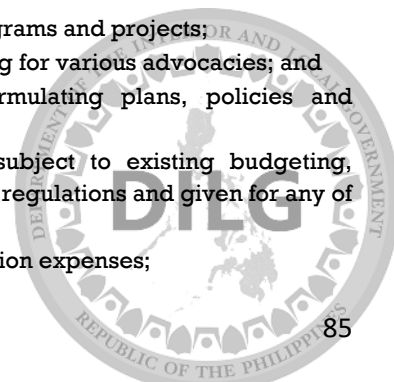 grams and projects;
g for various advocacies; and
rmulating plans, policies and
subject to existing budgeting,
regulations and given for any of
ion expenses;
85
DEPARTMENT OF THE INTERIOR AND LOCAL GOVERNMENT
DILG
REPUBLIC OF THE PHILIPPINES